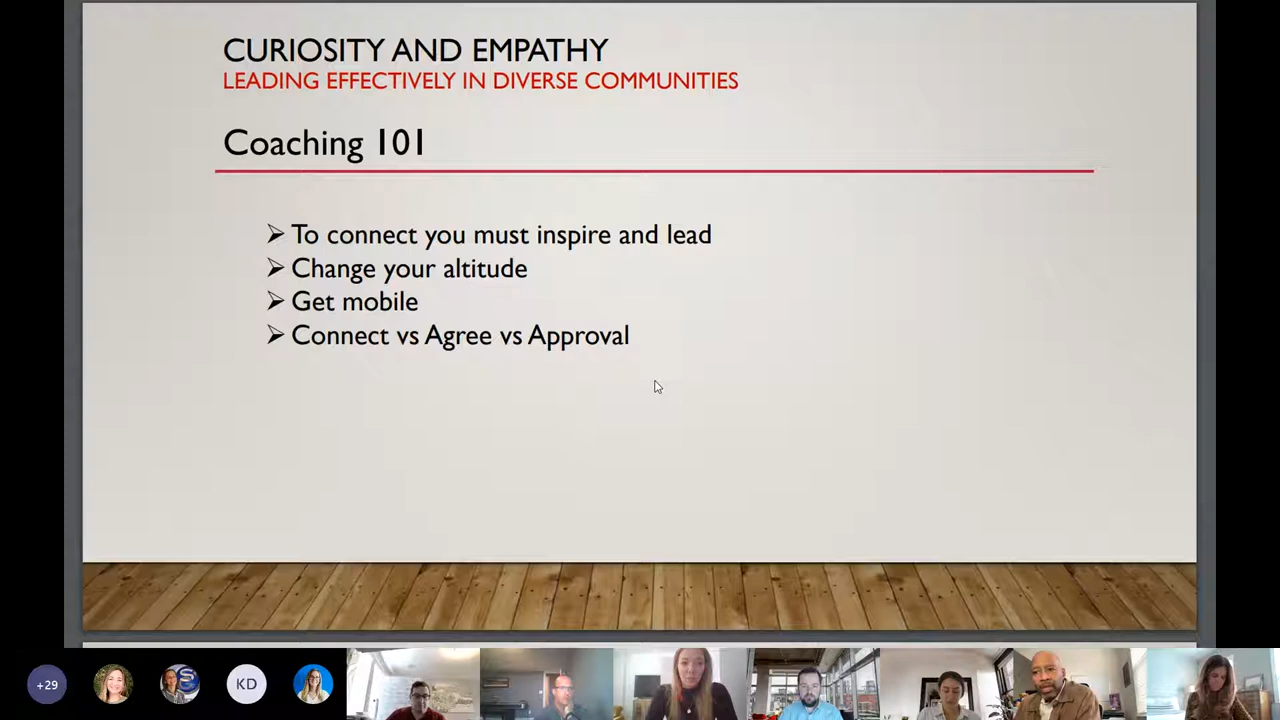 CURIOSITY AND EMPATHY
LEADING EFFECTIVELY IN DIVERSE COMMUNITIES
Coaching 101
To connect you must inspire and lead
Change your altitude
Get mobile
Connect vs Agree vs Approval
+29
KD